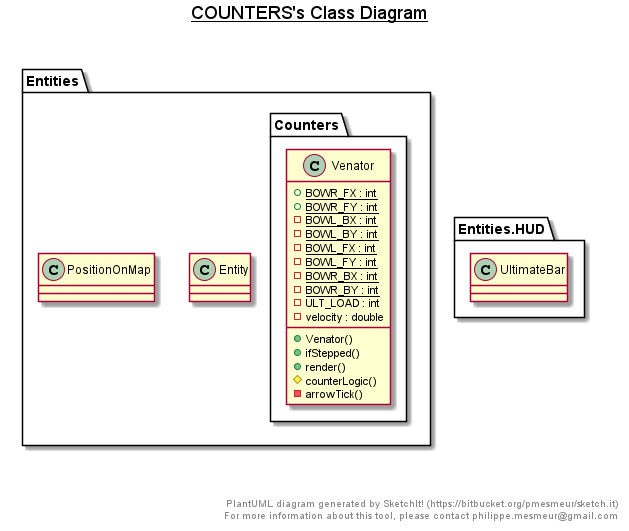 COUNTERS's Class Diagram
Entities
Counters
C Venator
BOWR_FX : int
BOWR_FY : int
BOWL_BX : int
BOWL_BY : int
BOWL_FX : int
BOWL_FY : int
BOWR_BX : int
BOWR_BY : int
ULT_LOAD : int
velocity : double
Venator()
ifStepped()
render()
counterLogic()
arrowTick()
C PositionOnMap
C Entity
Entities.HUD
C UltimateBar
PlantUML diagram generated by SketchIt! (https://bitbucket.org/pmesmeur/sketch.it)
For more information about this tool, please contact philippe.mesmeur@gmail.com